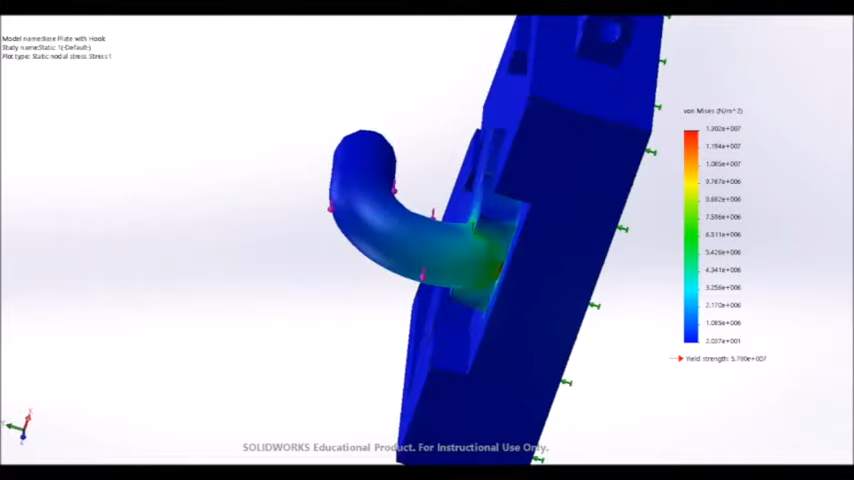 Model name:Base Plate with Hook
Study name:Static 1(-Default-)
Plot type: Static nodal stress Stress1
von Mises (N/m^2)
1.302e+007
1.194e+007
1.085e+007
9.767e+006
8.682e+006
7.596e+006
6.511e+006
5.426e+006
4.341e+006
3.256e+006
2.170e+006
1.085e+006
2.037e+001
Yield strength: 5.790e+007
SOLIDWORKS Educational Product. For Instructional Use Only.